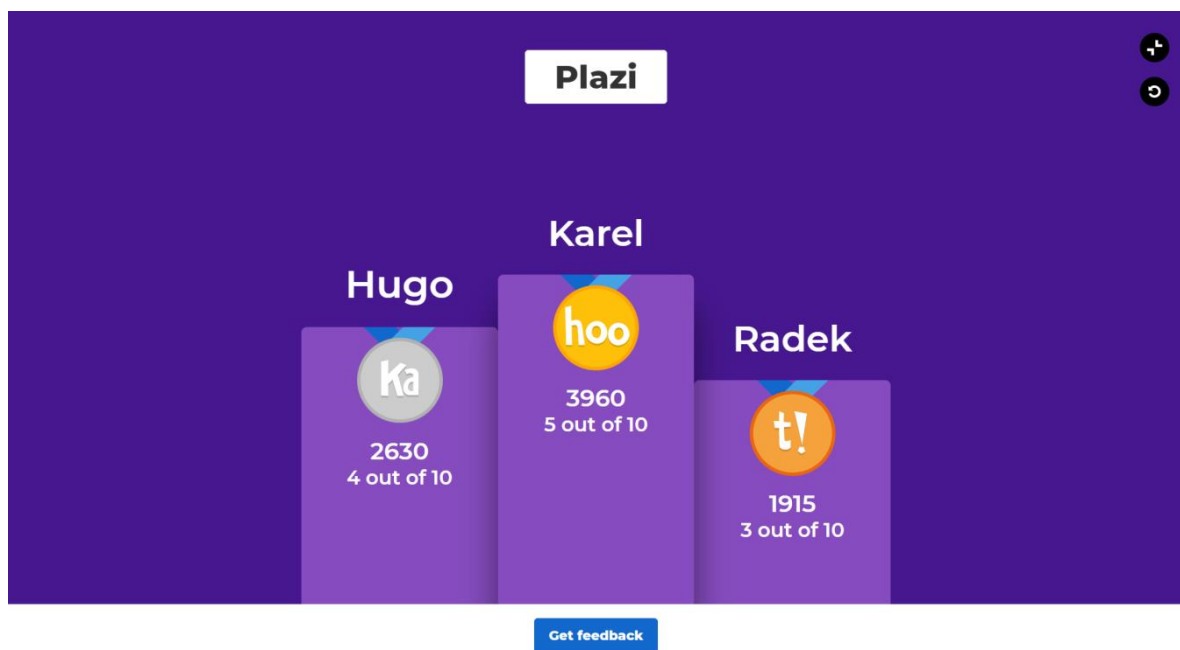 Plazi
Karel
hoo
3960
5 out of 10
Hugo
Ka
2630
4 out of 10
Radek
t!
1915
3 out of 10
Get feedback